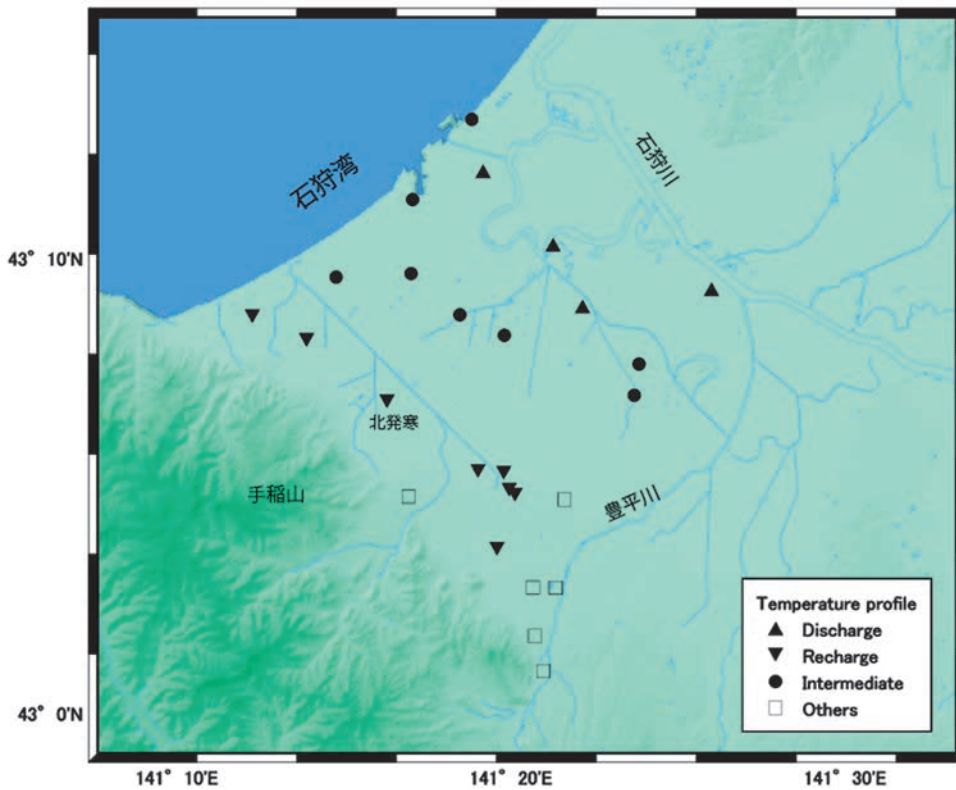 石狩湾
石狩川
43° 10'N
北発寒
手稲山
豊平川
Temperature profile
Discharge
Recharge
Intermediate
Others
43° 0'N
141° 10'E
141° 20'E
141° 30'E